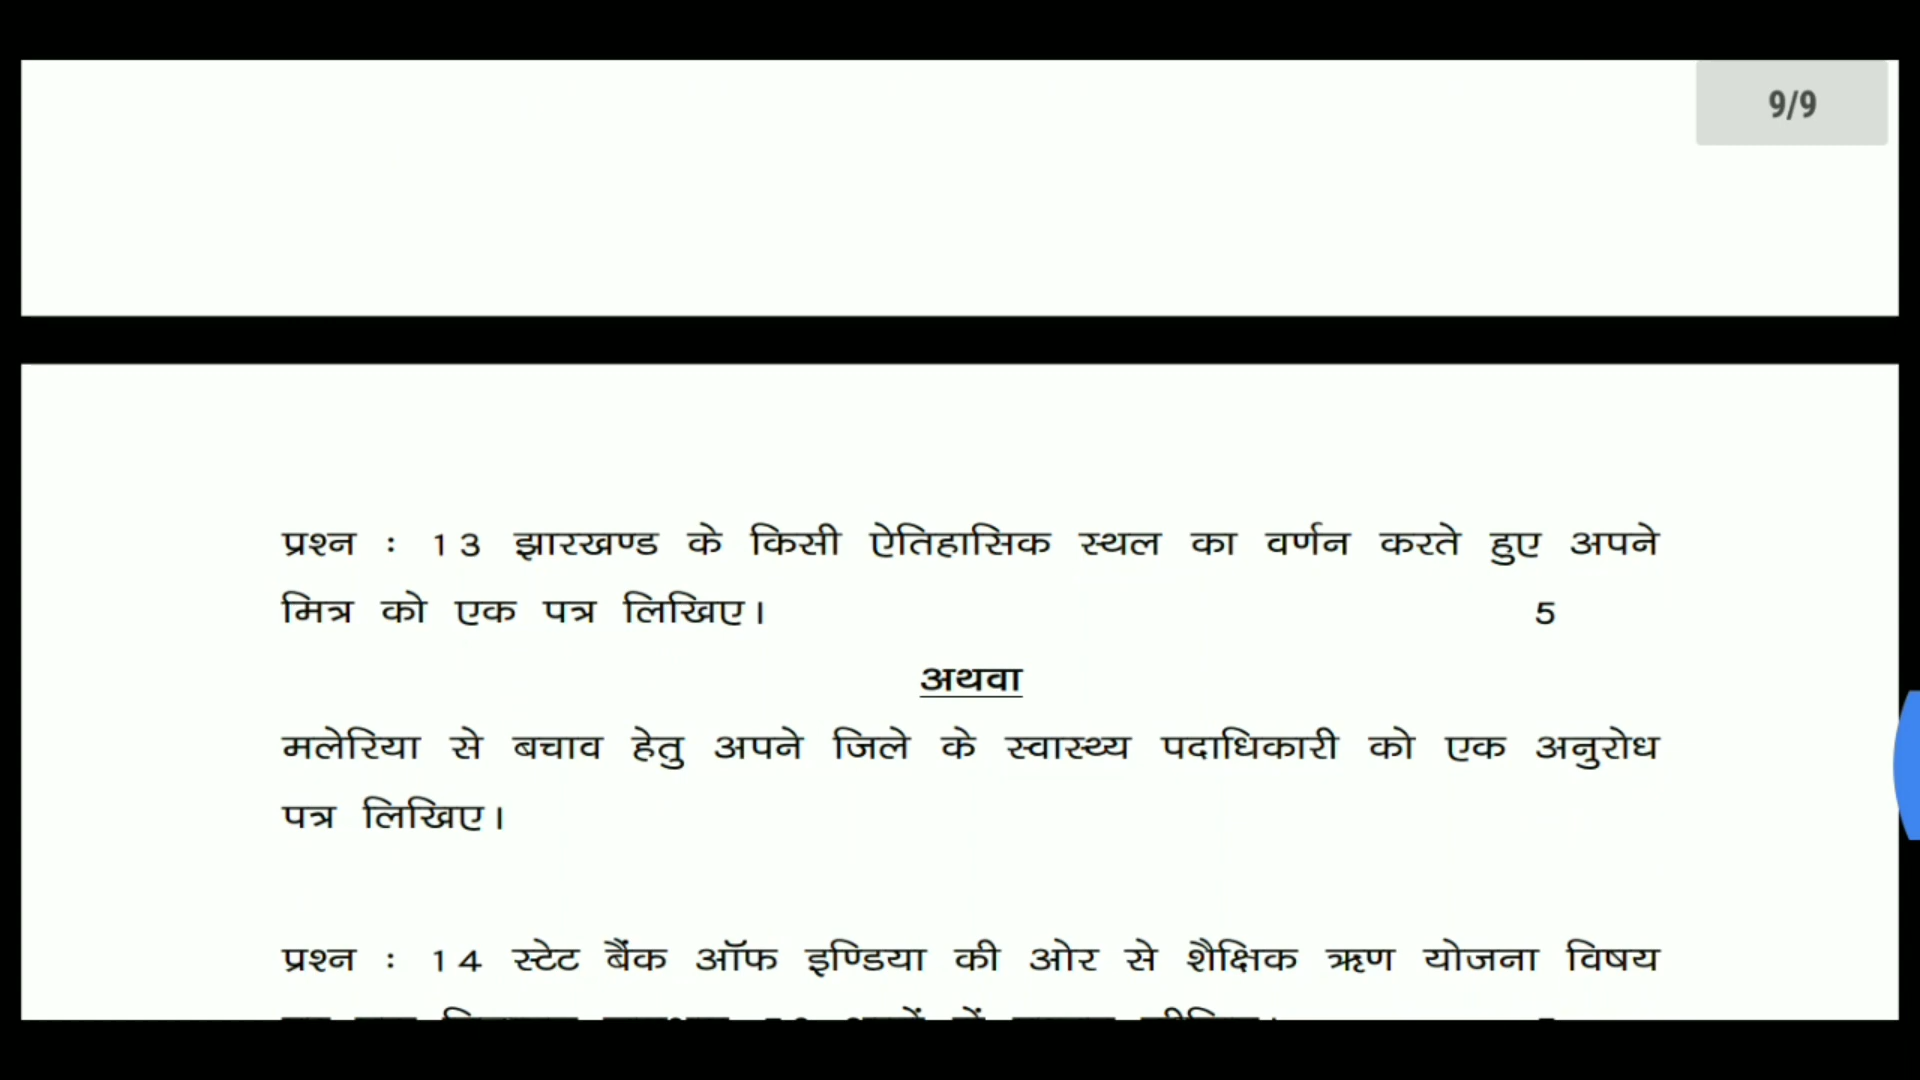 9/9
प्रश्न : 13 झारखण्ड के किसी ऐतिहासिक स्थल का वर्णन करते हुए अपने
मित्र को एक पत्र लिखिए। 5
अथवा
मलेरिया से बचाव हेतु अपने जिले के स्वास्थ्य पदाधिकारी को एक अनुरोध
पत्र लिखिए।
प्रश्न : 14 स्टेट बैंक ऑफ इण्डिया की ओर से शैक्षिक ऋण योजना विषय